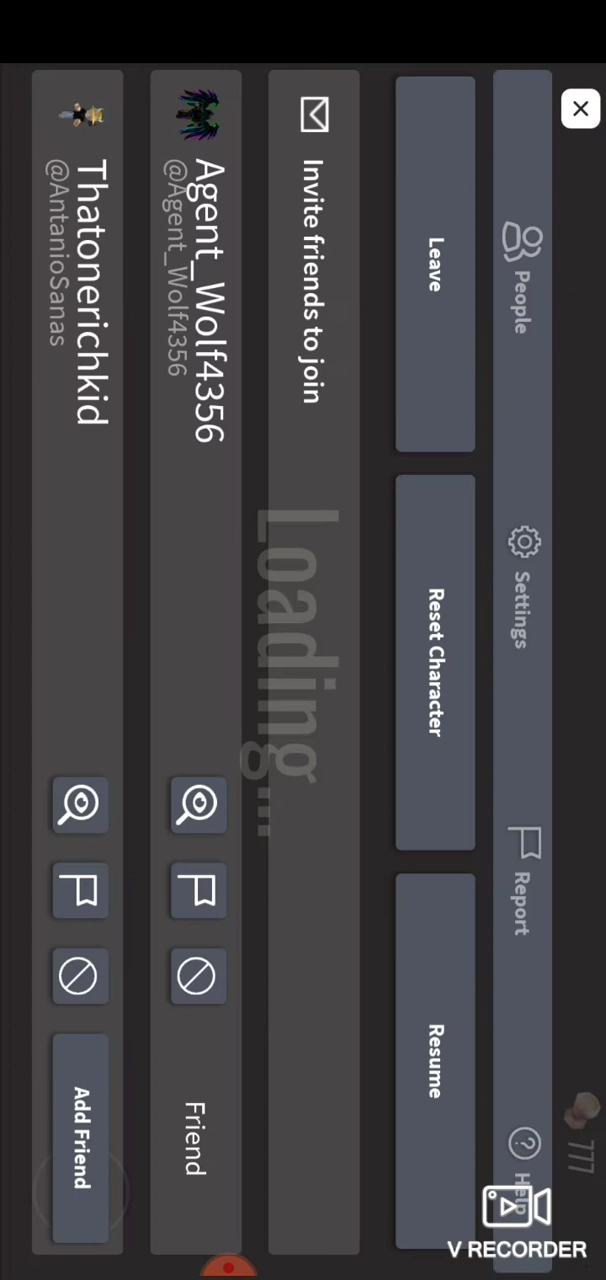 People
Settings
Report
Help
777
Leave
Reset Character
Resume
Invite friends to join
Loading...
Agent_Wolf4356
@Agent_Wolf4356
Friend
Thatonerichkid
@AntanioSanas
Add Friend
V RECORDER